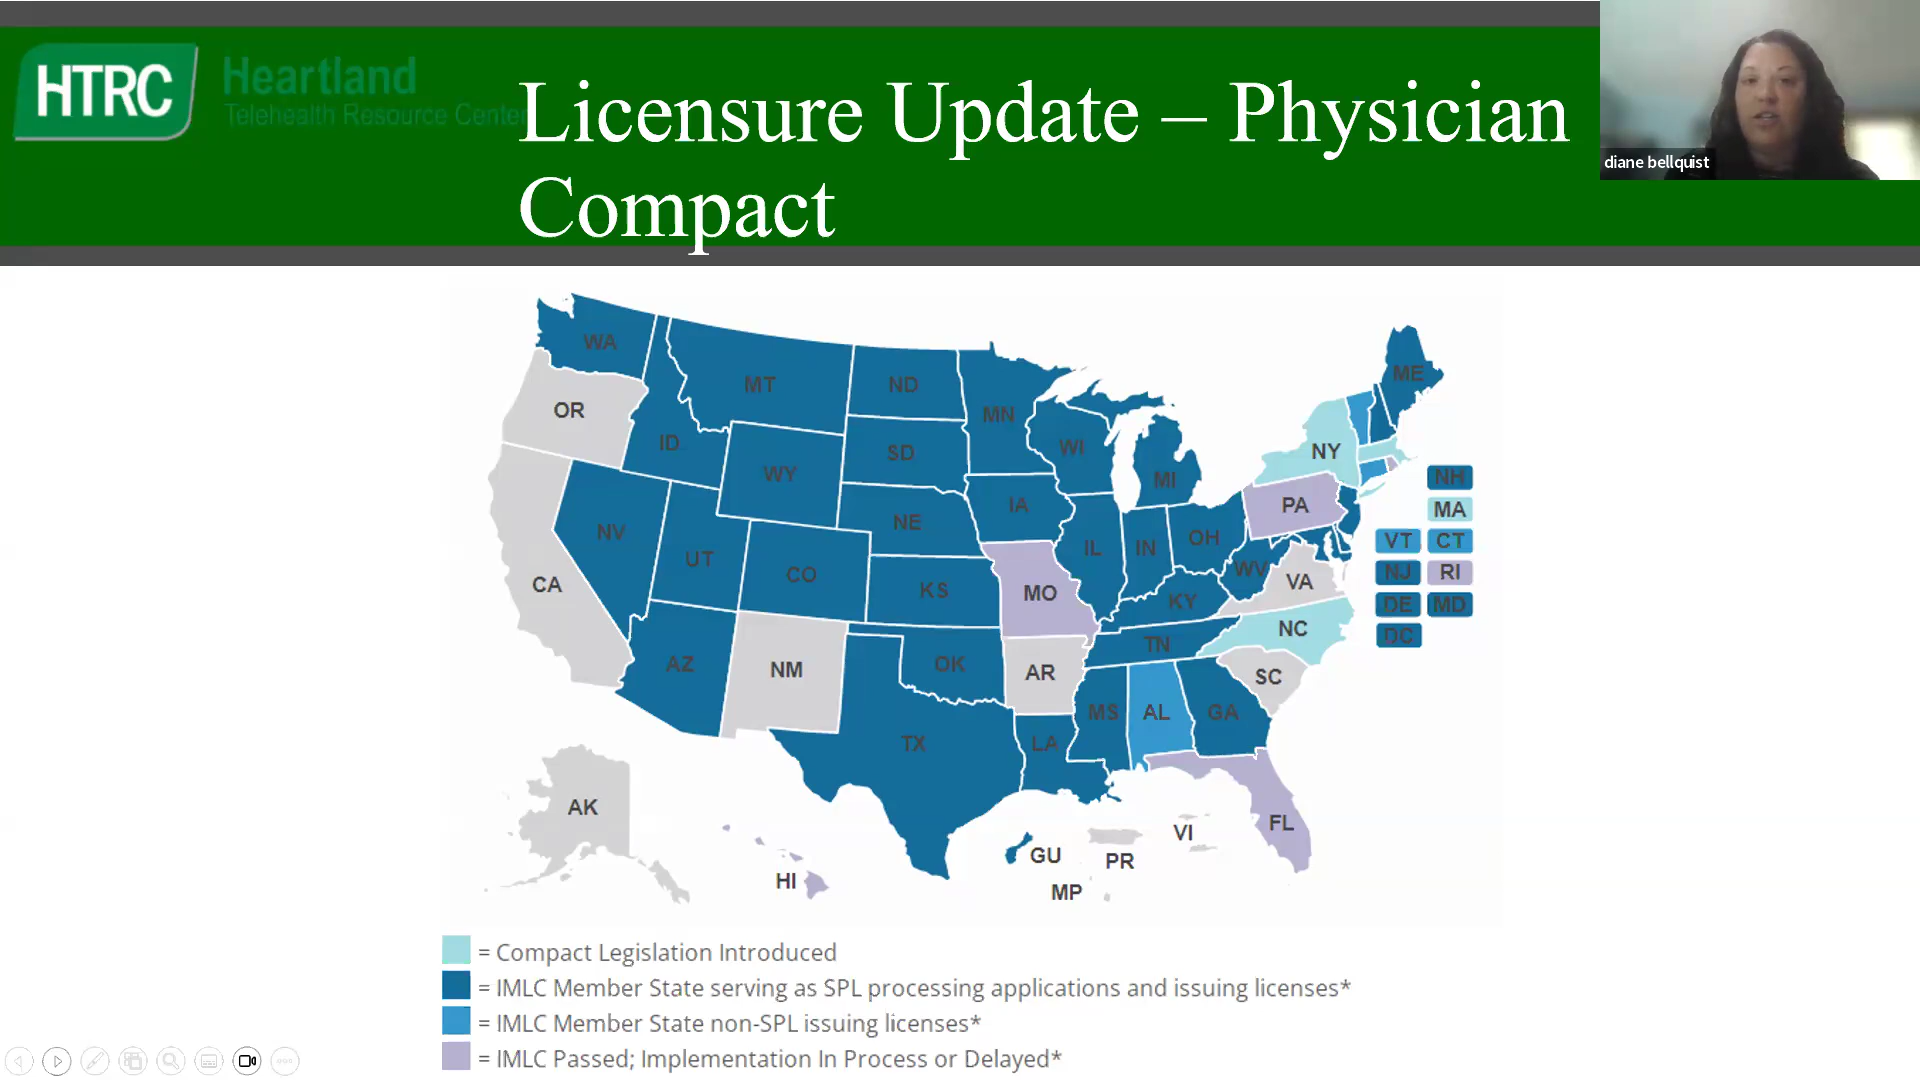 HTRC
Heartland
Telehealth Resource Center
Licensure Update – Physician
Compact
diane bellquist
WA
MT
ND
MN
ME
OR
ID
SD
WI
NY
WY
MI
NH
IA
PA
MA
NV
NE
VT
CT
UT
IL
IN
OH
CO
WV
VA
NJ
RI
CA
KS
MO
KY
DE
MD
NC
DC
TN
AZ
NM
OK
AR
SC
MS
AL
GA
TX
LA
AK
FL
VI
GU
PR
HI
MP
= Compact Legislation Introduced
= IMLC Member State serving as SPL processing applications and issuing licenses*
= IMLC Member State non-SPL issuing licenses*
= IMLC Passed; Implementation In Process or Delayed*